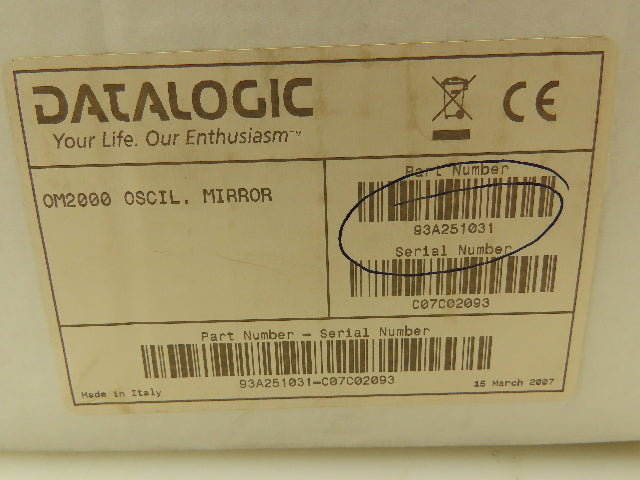 DATALOGIC
Your Life. Our Enthusiasm™
CE
OM2000 OSCIL. MIRROR
Part Number
93A251031
Serial Number
C07C02093
Part Number - Serial Number
93A251031-C07C02093
Made in Italy
15 March 2007